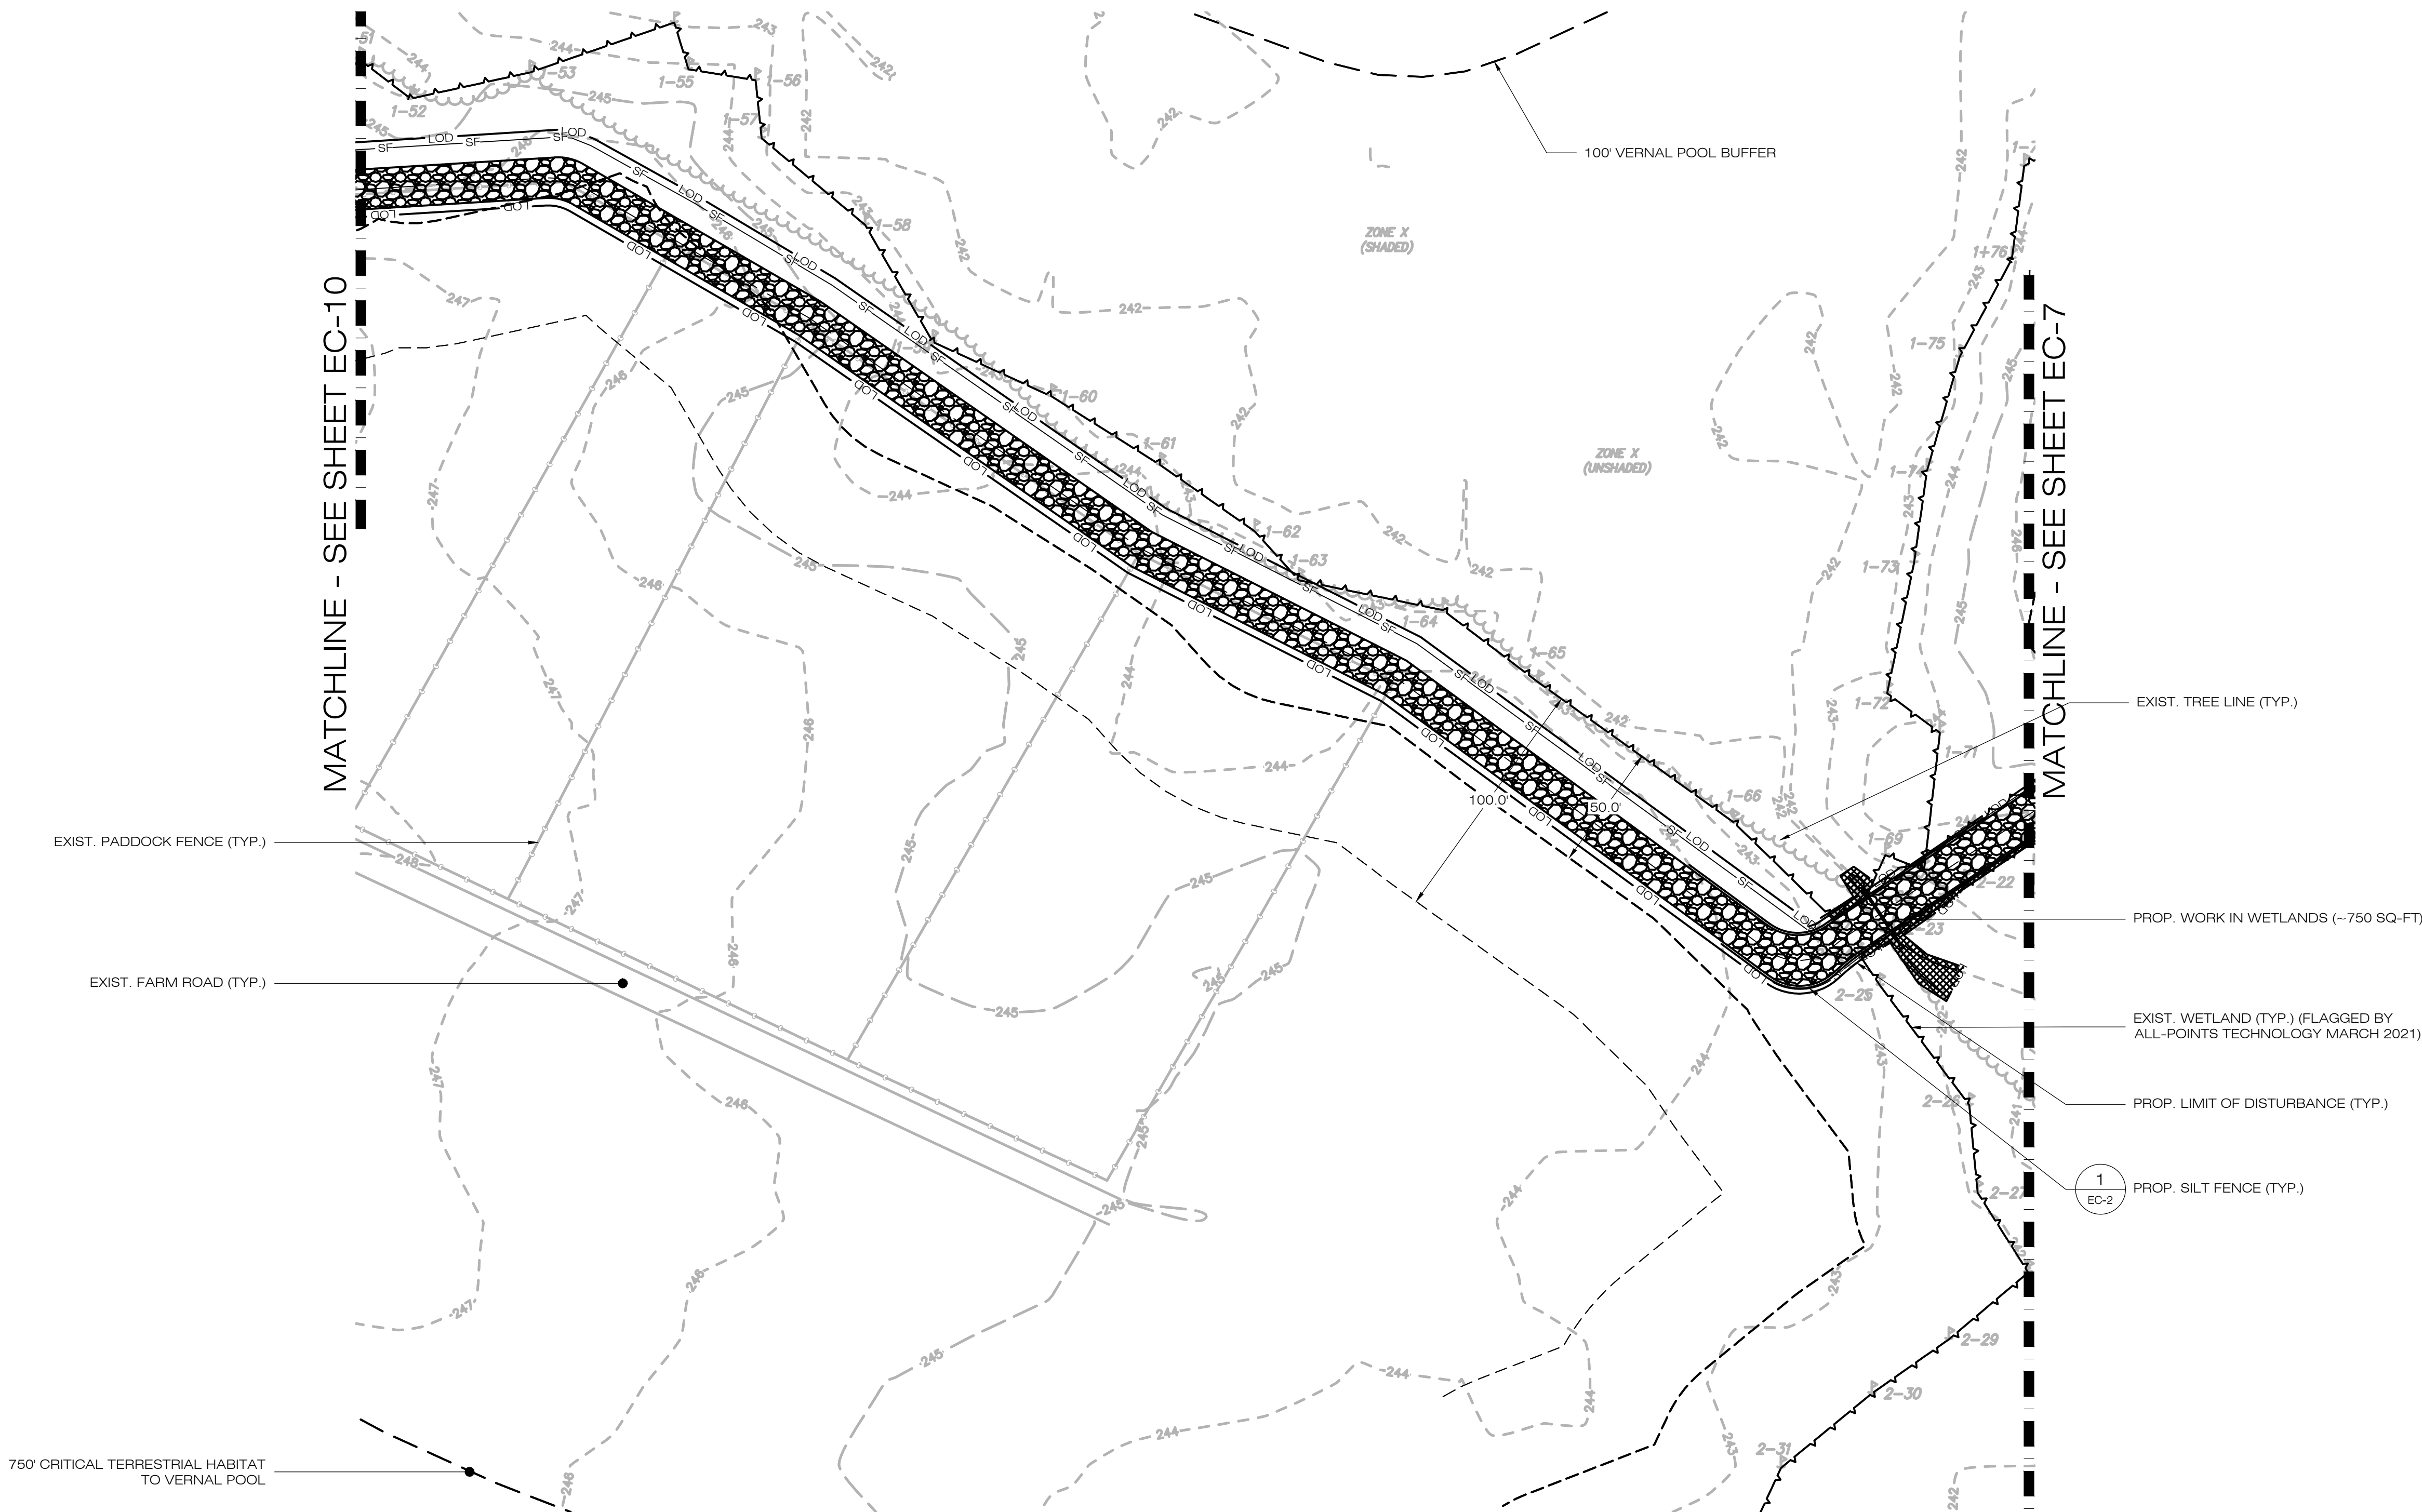 MATCHLINE - SEE SHEET EC-10
MATCHLINE - SEE SHEET EC-7
100' VERNAL POOL BUFFER
ZONE X
(SHADED)
ZONE X
(UNSHADED)
EXIST. TREE LINE (TYP.)
EXIST. PADDOCK FENCE (TYP.)
EXIST. FARM ROAD (TYP.)
PROP. WORK IN WETLANDS (~750 SQ-FT)
EXIST. WETLAND (TYP.) (FLAGGED BY
ALL-POINTS TECHNOLOGY MARCH 2021)
PROP. LIMIT OF DISTURBANCE (TYP.)
1
EC-2
PROP. SILT FENCE (TYP.)
750' CRITICAL TERRESTRIAL HABITAT
TO VERNAL POOL
100.0'
150.0'
1-52
1-53
1-55
1-56
1-57
1-58
1-60
1-61
1-62
1-63
1-64
1-65
1-66
1-69
1-71
1-72
1-73
1-74
1-75
1-76
2-22
2-23
2-25
2-26
2-27
2-29
2-30
2-31
LOD
SF
241
242
243
244
245
246
247